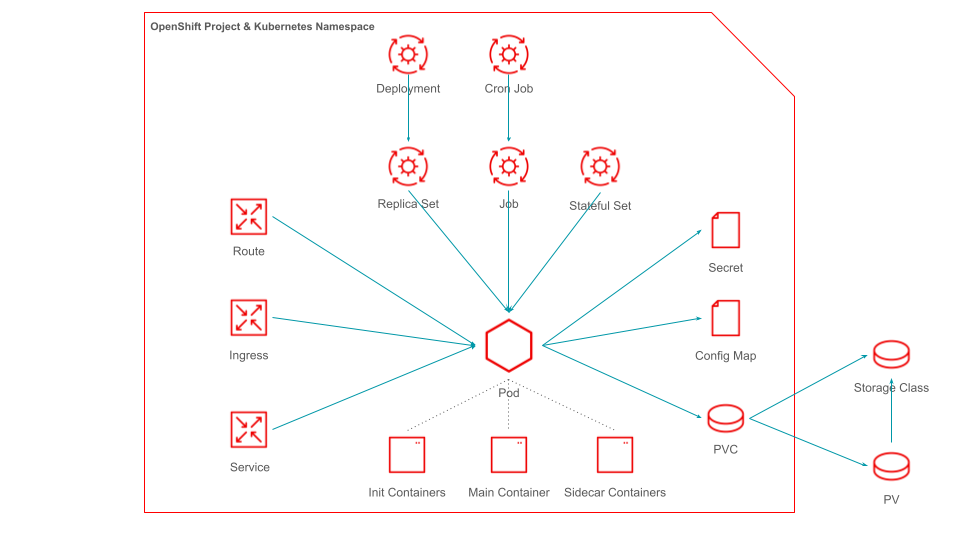 OpenShift Project & Kubernetes Namespace
Deployment
Cron Job
Replica Set
Job
Stateful Set
Route
Secret
Ingress
Config Map
Storage Class
Pod
PVC
Service
Init Containers
Main Container
Sidecar Containers
PV